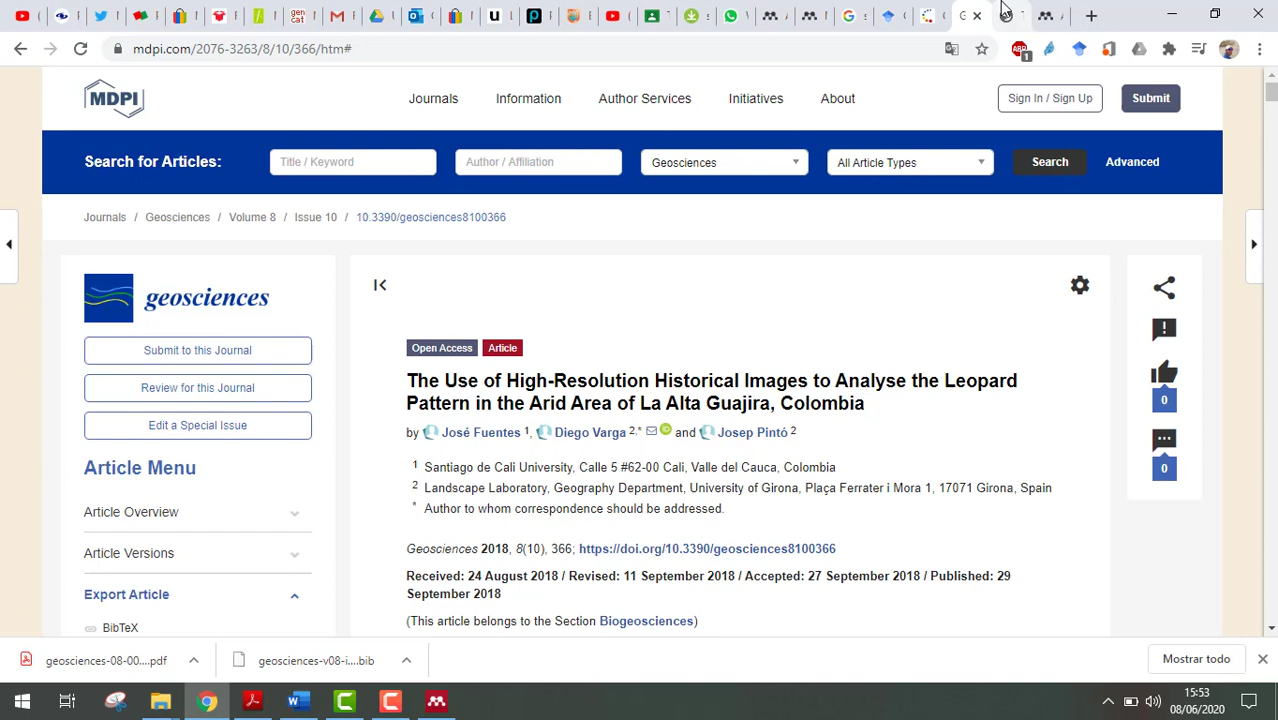 mdpi.com/2076-3263/8/10/366/htm#
MDPI
Journals Information Author Services Initiatives About
Sign In / Sign Up Submit
Search for Articles: Title / Keyword Author / Affiliation Geosciences All Article Types Search Advanced
Journals / Geosciences / Volume 8 / Issue 10 / 10.3390/geosciences8100366
geosciences
Submit to this Journal
Review for this Journal
Edit a Special Issue
Article Menu
Article Overview
Article Versions
Export Article
BibTeX
Open Access Article
The Use of High-Resolution Historical Images to Analyse the Leopard
Pattern in the Arid Area of La Alta Guajira, Colombia
by José Fuentes 1, Diego Varga 2,* and Josep Pintó 2
1 Santiago de Cali University, Calle 5 #62-00 Cali, Valle del Cauca, Colombia
2 Landscape Laboratory, Geography Department, University of Girona, Plaça Ferrater i Mora 1, 17071 Girona, Spain
* Author to whom correspondence should be addressed.
Geosciences 2018, 8(10), 366; https://doi.org/10.3390/geosciences8100366
Received: 24 August 2018 / Revised: 11 September 2018 / Accepted: 27 September 2018 / Published: 29
September 2018
(This article belongs to the Section Biogeosciences)
0
0
geosciences-08-00....pdf geosciences-v08-i....bib Mostrar todo
15:53
08/06/2020